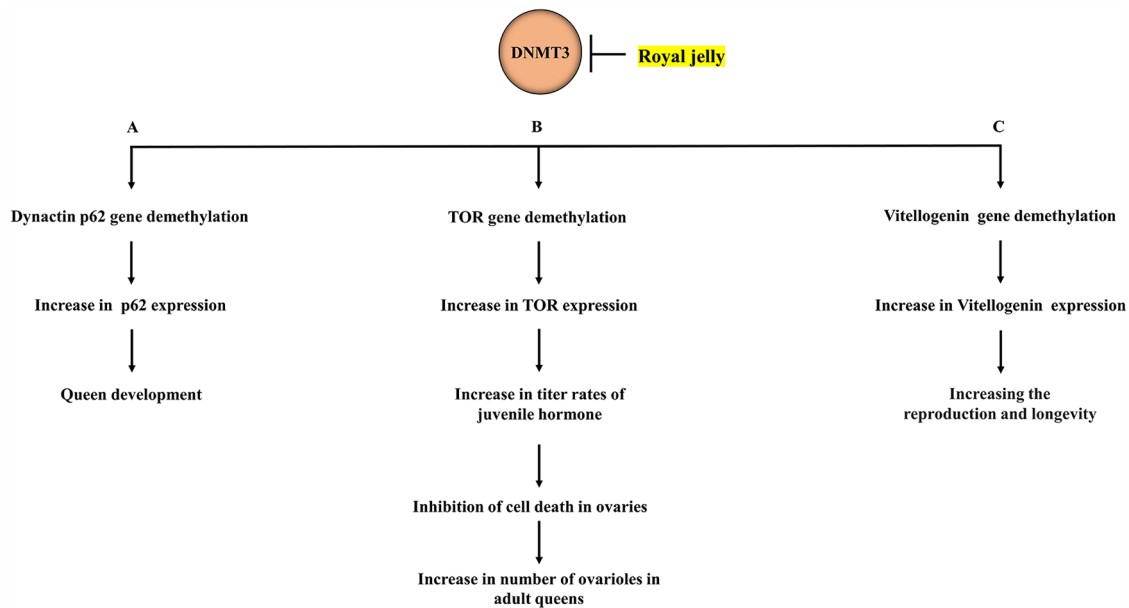 DNMT3
Royal jelly
A
B
C
Dynactin p62 gene demethylation
TOR gene demethylation
Vitellogenin gene demethylation
Increase in p62 expression
Increase in TOR expression
Increase in Vitellogenin expression
Queen development
Increase in titer rates of
juvenile hormone
Increasing the
reproduction and longevity
Inhibition of cell death in ovaries
Increase in number of ovarioles in
adult queens